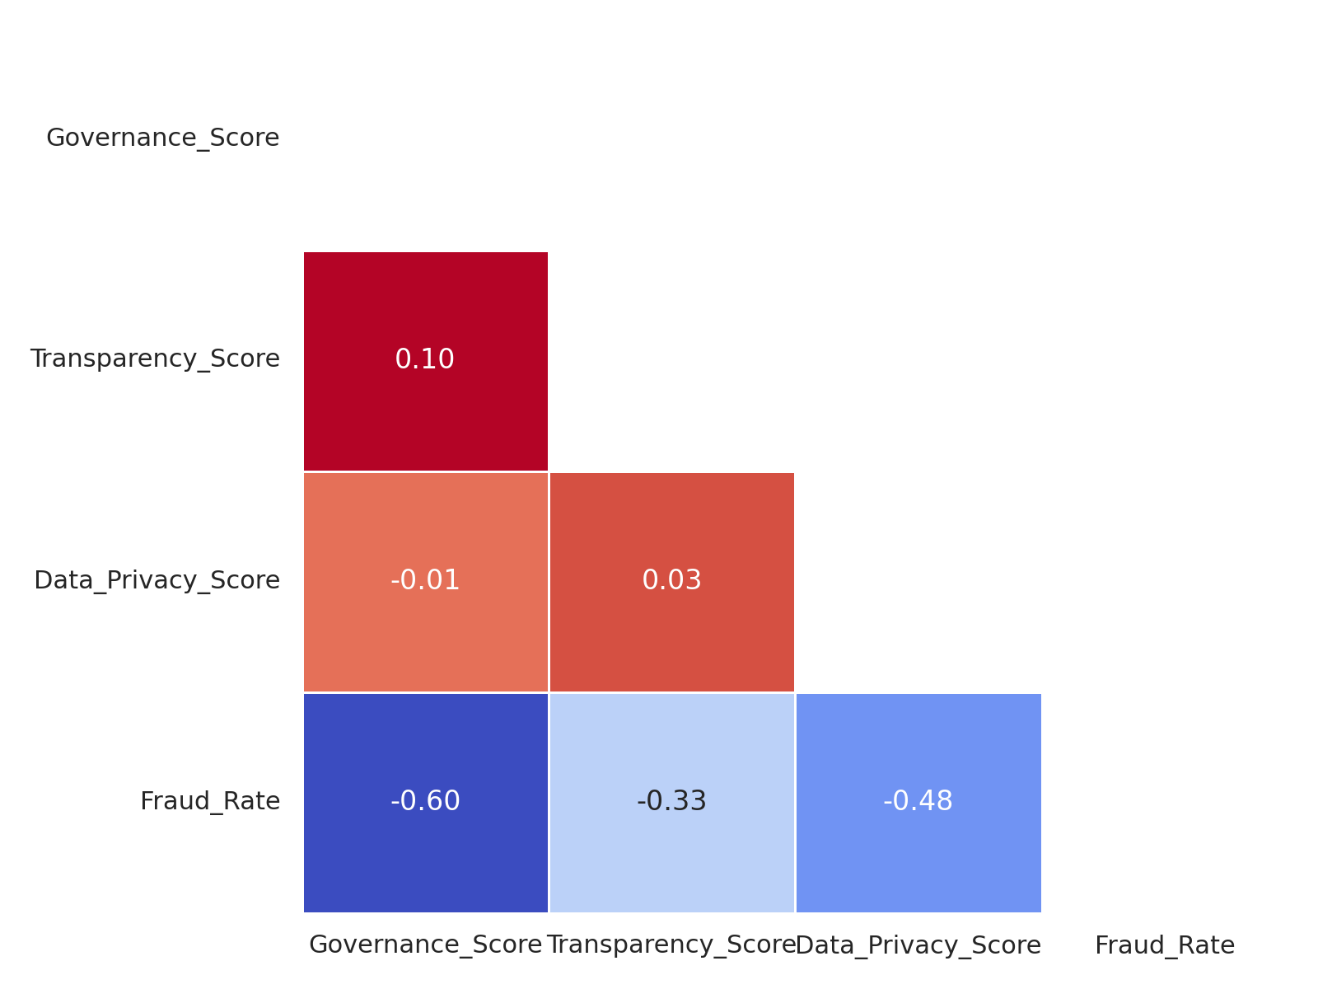 Governance_Score
Transparency_Score
0.10
Data_Privacy_Score
-0.01
0.03
Fraud_Rate
-0.60
-0.33
-0.48
Governance_Score
Transparency_Score
Data_Privacy_Score
Fraud_Rate